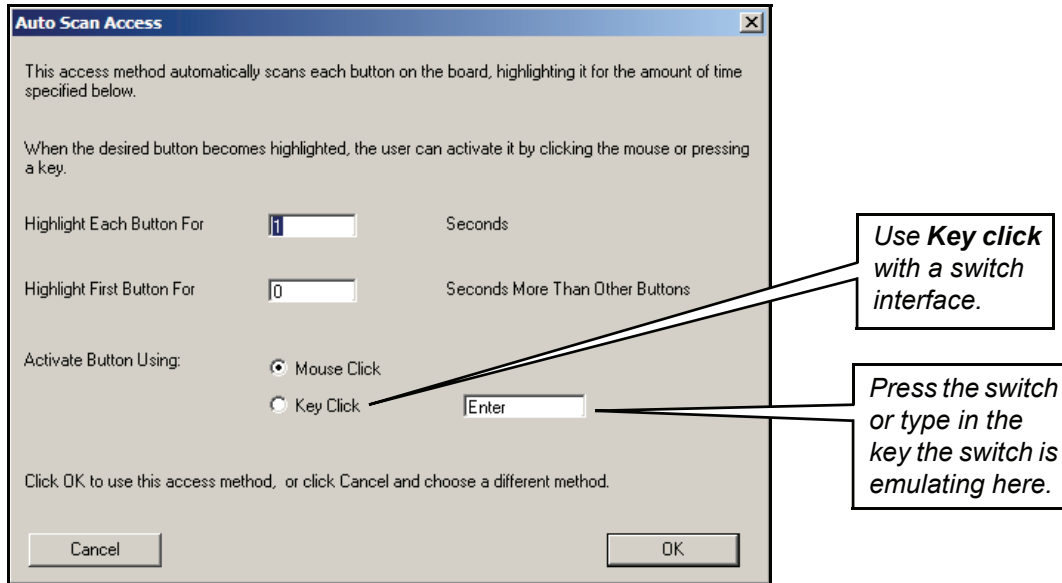 Auto Scan Access
This access method automatically scans each button on the board, highlighting it for the amount of time
specified below.
When the desired button becomes highlighted, the user can activate it by clicking the mouse or pressing
a key.
Highlight Each Button For 1 Seconds
Highlight First Button For 0 Seconds More Than Other Buttons
Activate Button Using: Mouse Click
Key Click Enter
Click OK to use this access method, or click Cancel and choose a different method.
Cancel OK
Use Key click
with a switch
interface.
Press the switch
or type in the
key the switch is
emulating here.